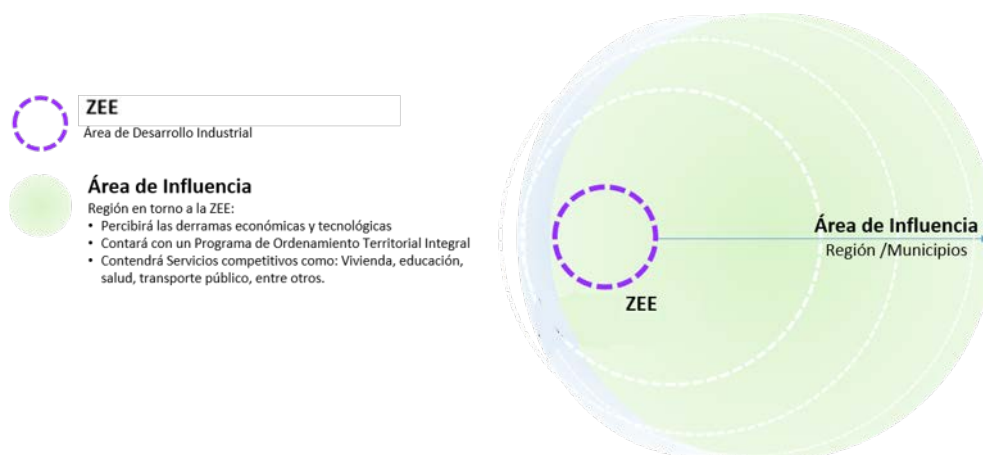 ZEE
Área de Desarrollo Industrial
Área de Influencia
Región en torno a la ZEE:
• Percibirá las derramas económicas y tecnológicas
• Contará con un Programa de Ordenamiento Territorial Integral
• Contendrá Servicios competitivos como: Vivienda, educación,
salud, transporte público, entre otros.
Área de Influencia
Región /Municipios
ZEE